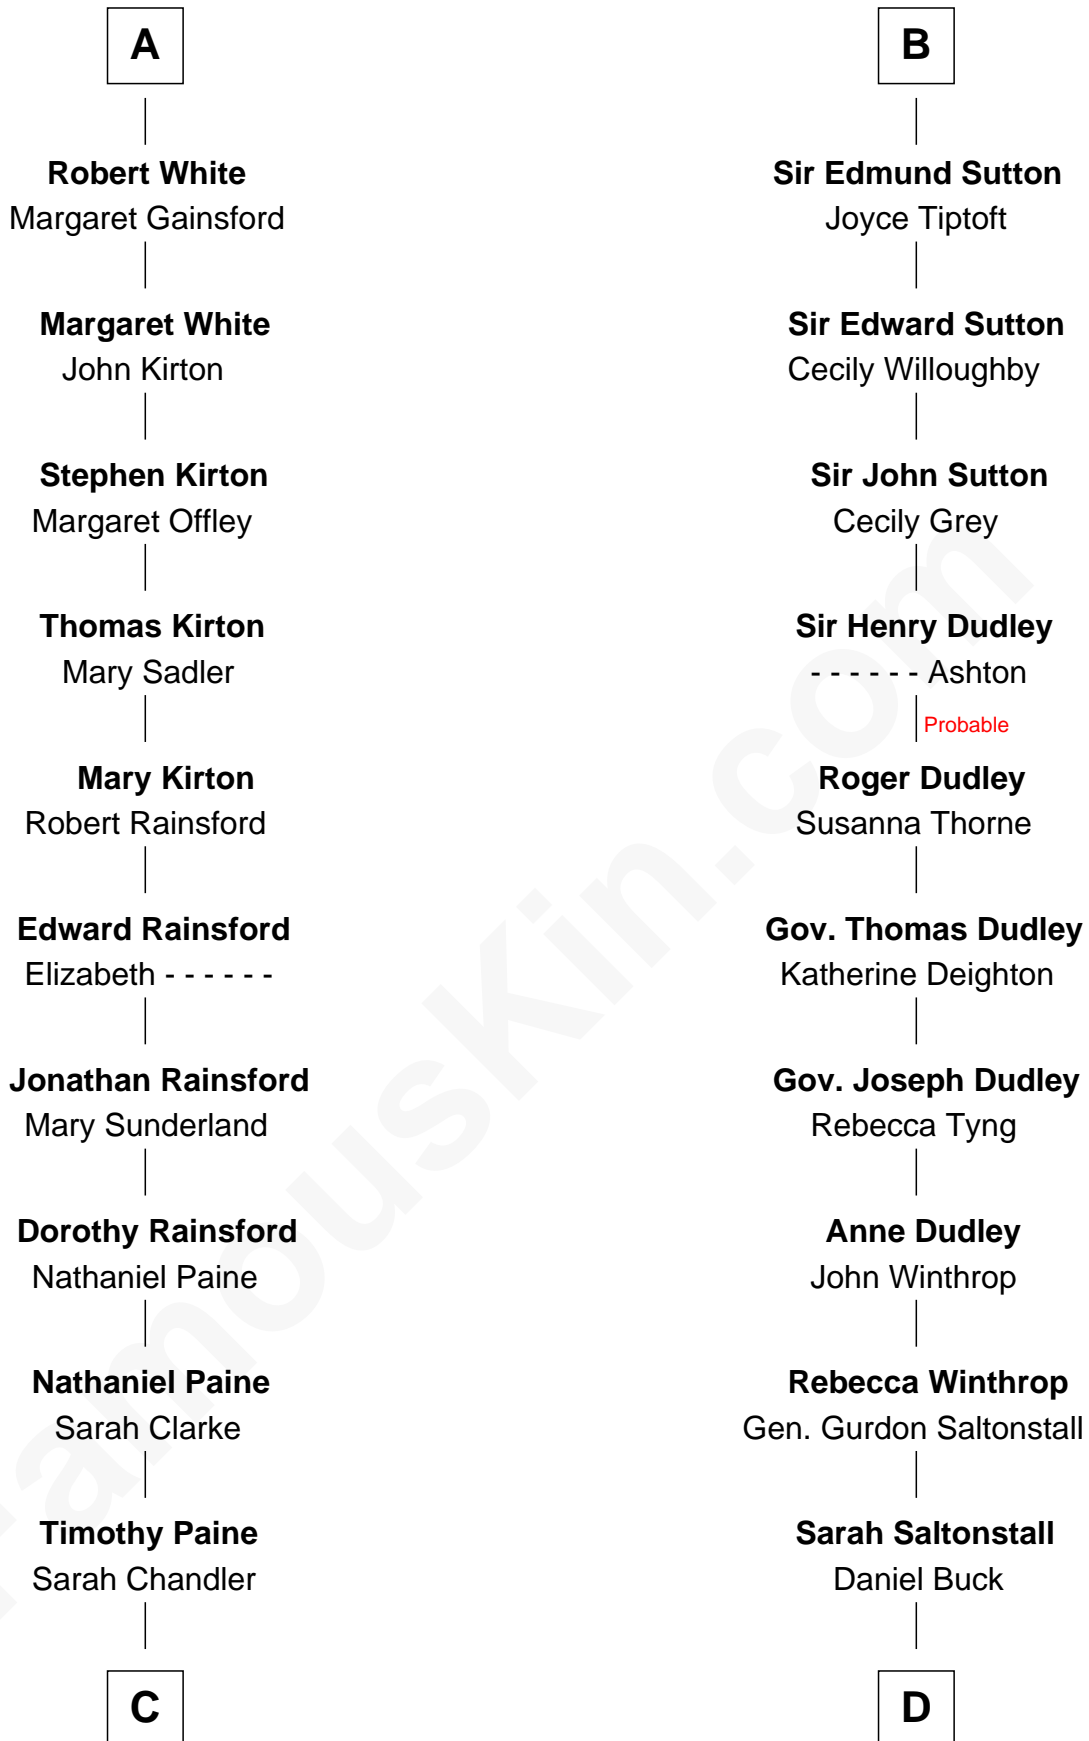 A
Robert White
Margaret Gainsford
Margaret White
John Kirton
Stephen Kirton
Margaret Offley
Thomas Kirton
Mary Sadler
Mary Kirton
Robert Rainsford
Edward Rainsford
Elizabeth - - - - - -
Jonathan Rainsford
Mary Sunderland
Dorothy Rainsford
Nathaniel Paine
Nathaniel Paine
Sarah Clarke
Timothy Paine
Sarah Chandler
C
B
Sir Edmund Sutton
Joyce Tiptoft
Sir Edward Sutton
Cecily Willoughby
Sir John Sutton
Cecily Grey
Sir Henry Dudley
- - - - - - Ashton
Probable
Roger Dudley
Susanna Thorne
Gov. Thomas Dudley
Katherine Deighton
Gov. Joseph Dudley
Rebecca Tyng
Anne Dudley
John Winthrop
Rebecca Winthrop
Gen. Gurdon Saltonstall
Sarah Saltonstall
Daniel Buck
D
FamousKin.com